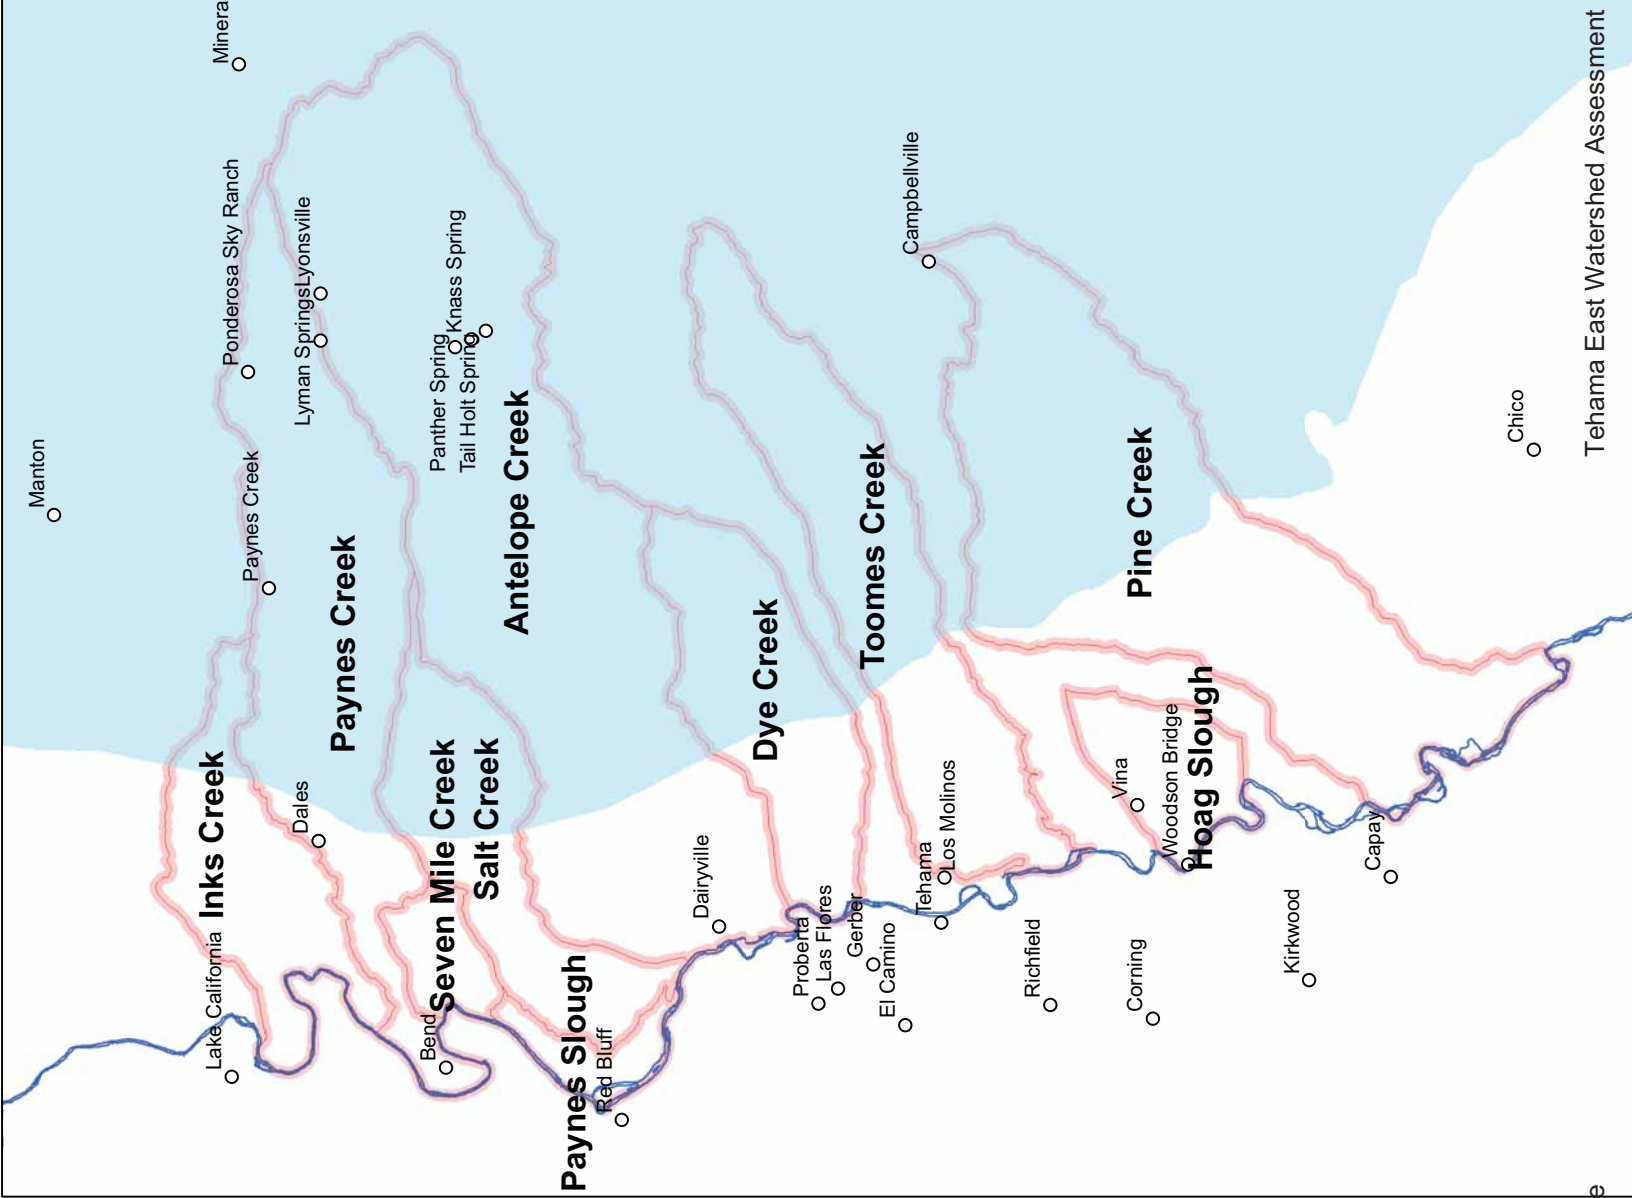 Minera
Manton
Ponderosa Sky Ranch
Paynes Creek
Lyonsville
Lyman Springs
Knass Spring
Panther Spring
Tail Holt Spring
Campbellville
Chico
Paynes Creek
Antelope Creek
Dye Creek
Toomes Creek
Pine Creek
Inks Creek
Dales
Seven Mile Creek
Salt Creek
Hoag Slough
Paynes Slough
Lake California
Bend
Red Bluff
Dairyville
Proberta
Las Flores
Gerber
El Camino
Tehama
Los Molinos
Vina
Woodson Bridge
Richfield
Corning
Kirkwood
Capay
Tehama East Watershed Assessment
e